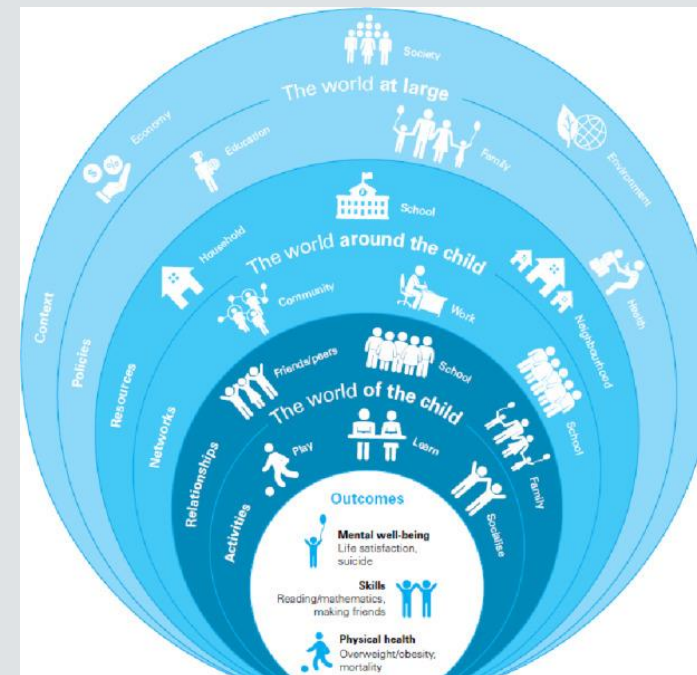 Society
The world at large
Economy
Education
Family
Environment
Health
Context
Policies
School
The world around the child
Household
Neighbourhood
Community
Work
School
Resources
Networks
Friends/peers
School
The world of the child
Family
Play
Learn
Socialise
Relationships
Activities
Outcomes
Mental well-being
Life satisfaction,
suicide
Skills
Reading/mathematics,
making friends
Physical health
Overweight/obesity,
mortality